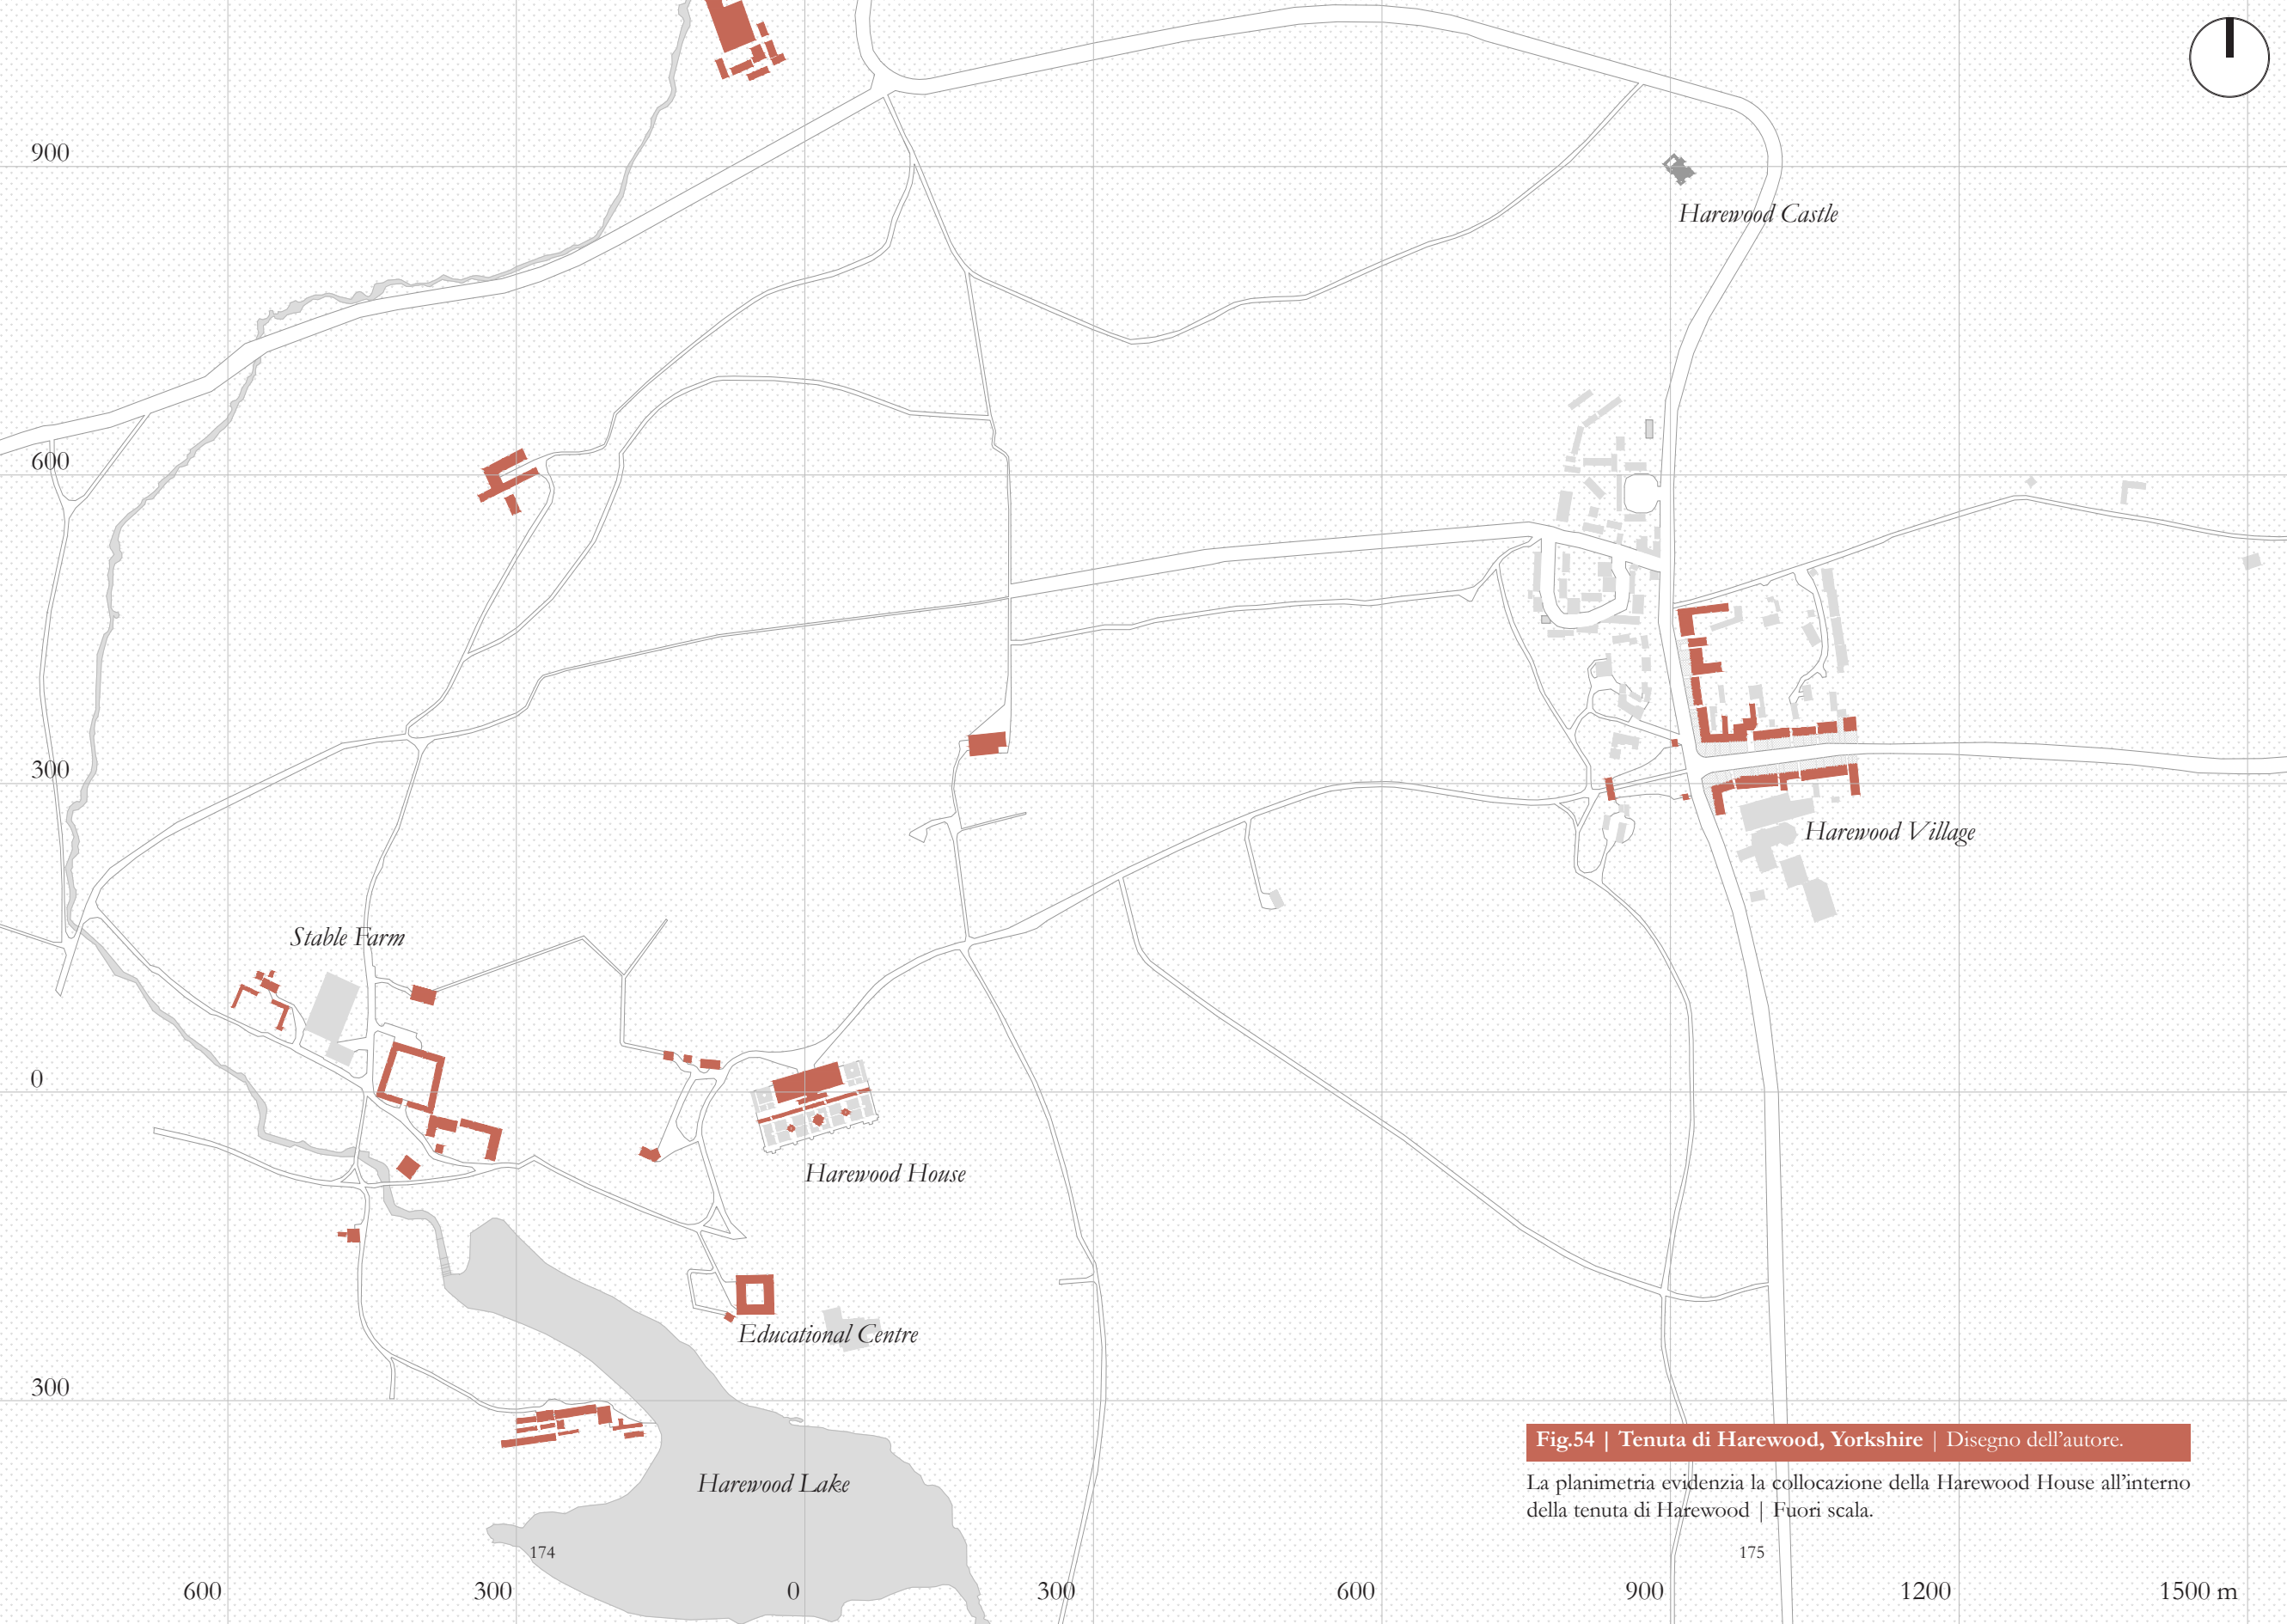 900
Harewood Castle
600
300
Harewood Village
Stable Farm
0
Harewood House
Educational Centre
300
Harewood Lake
Fig.54 | Tenuta di Harewood, Yorkshire | Disegno dell'autore.
La planimetria evidenzia la collocazione della Harewood House all'interno
della tenuta di Harewood | Fuori scala.
174
175
600 300 0 300 600 900 1200 1500 m